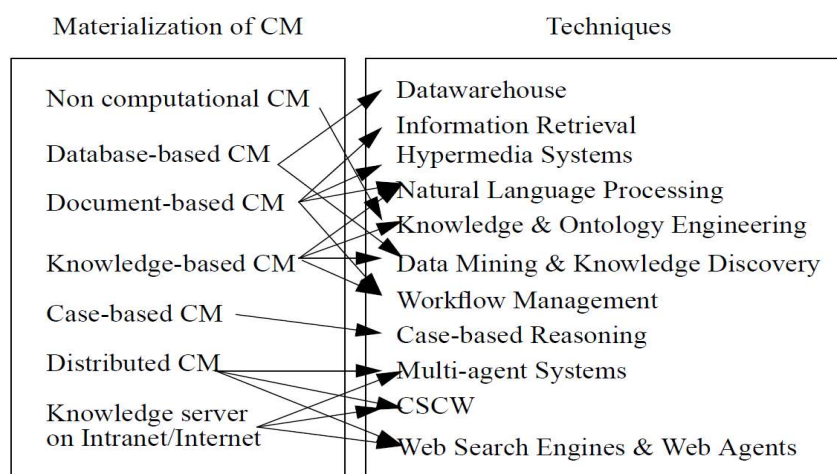 Materialization of CM
Techniques
Non computational CM
Database-based CM
Document-based CM
Knowledge-based CM
Case-based CM
Distributed CM
Knowledge server
on Intranet/Internet
Datawarehouse
Information Retrieval
Hypermedia Systems
Natural Language Processing
Knowledge & Ontology Engineering
Data Mining & Knowledge Discovery
Workflow Management
Case-based Reasoning
Multi-agent Systems
CSCW
Web Search Engines & Web Agents